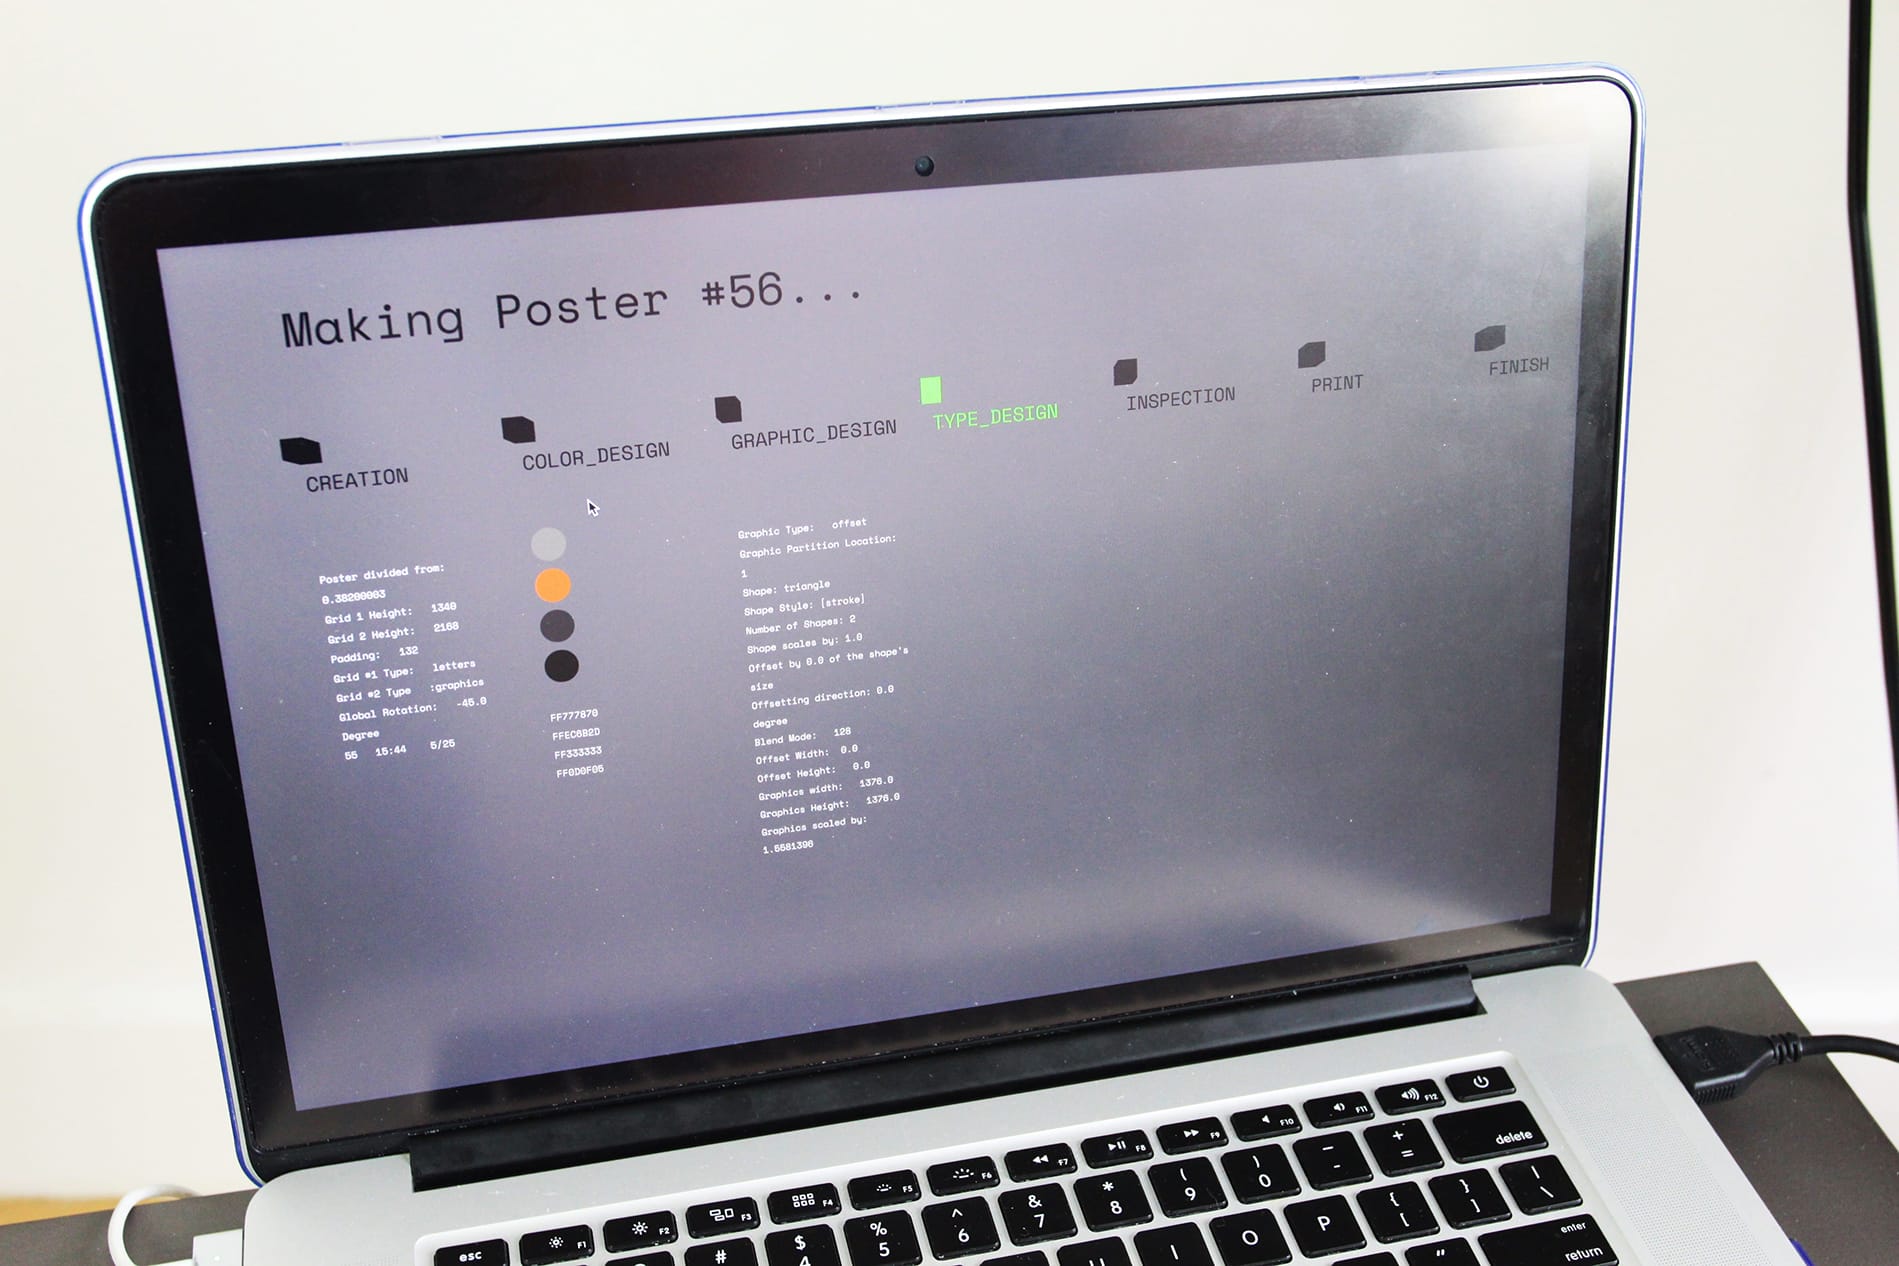 Making Poster #56...
CREATION
COLOR_DESIGN
GRAPHIC_DESIGN
TYPE_DESIGN
INSPECTION
PRINT
FINISH
Poster divided from:
0.38200003
Grid 1 Height: 1340
Grid 2 Height: 2168
Padding: 132
Grid #1 Type: letters
Grid #2 Type :graphics
Global Rotation: -45.0
Degree
55 15:44 5/25
FF777870
FFEC6B2D
FF333333
FF0D0F05
Graphic Type: offset
Graphic Partition Location:
1
Shape: triangle
Shape Style: [stroke]
Number of Shapes: 2
Shape scales by: 1.0
Offset by 0.0 of the shape's
size
Offsetting direction: 0.0
degree
Blend Mode: 128
Offset Width: 0.0
Offset Height: 0.0
Graphics width: 1376.0
Graphics Height: 1376.0
Graphics scaled by:
1.5581396
esc F1 F2 F3 F4 F5 F6 F7 F8 F9 F10 F11 F12
# $ 4 % 5 ^ 6 & 7 * 8 ( 9 ) 0 _ - + = delete
U I O P { [ } ] | \
" enter return